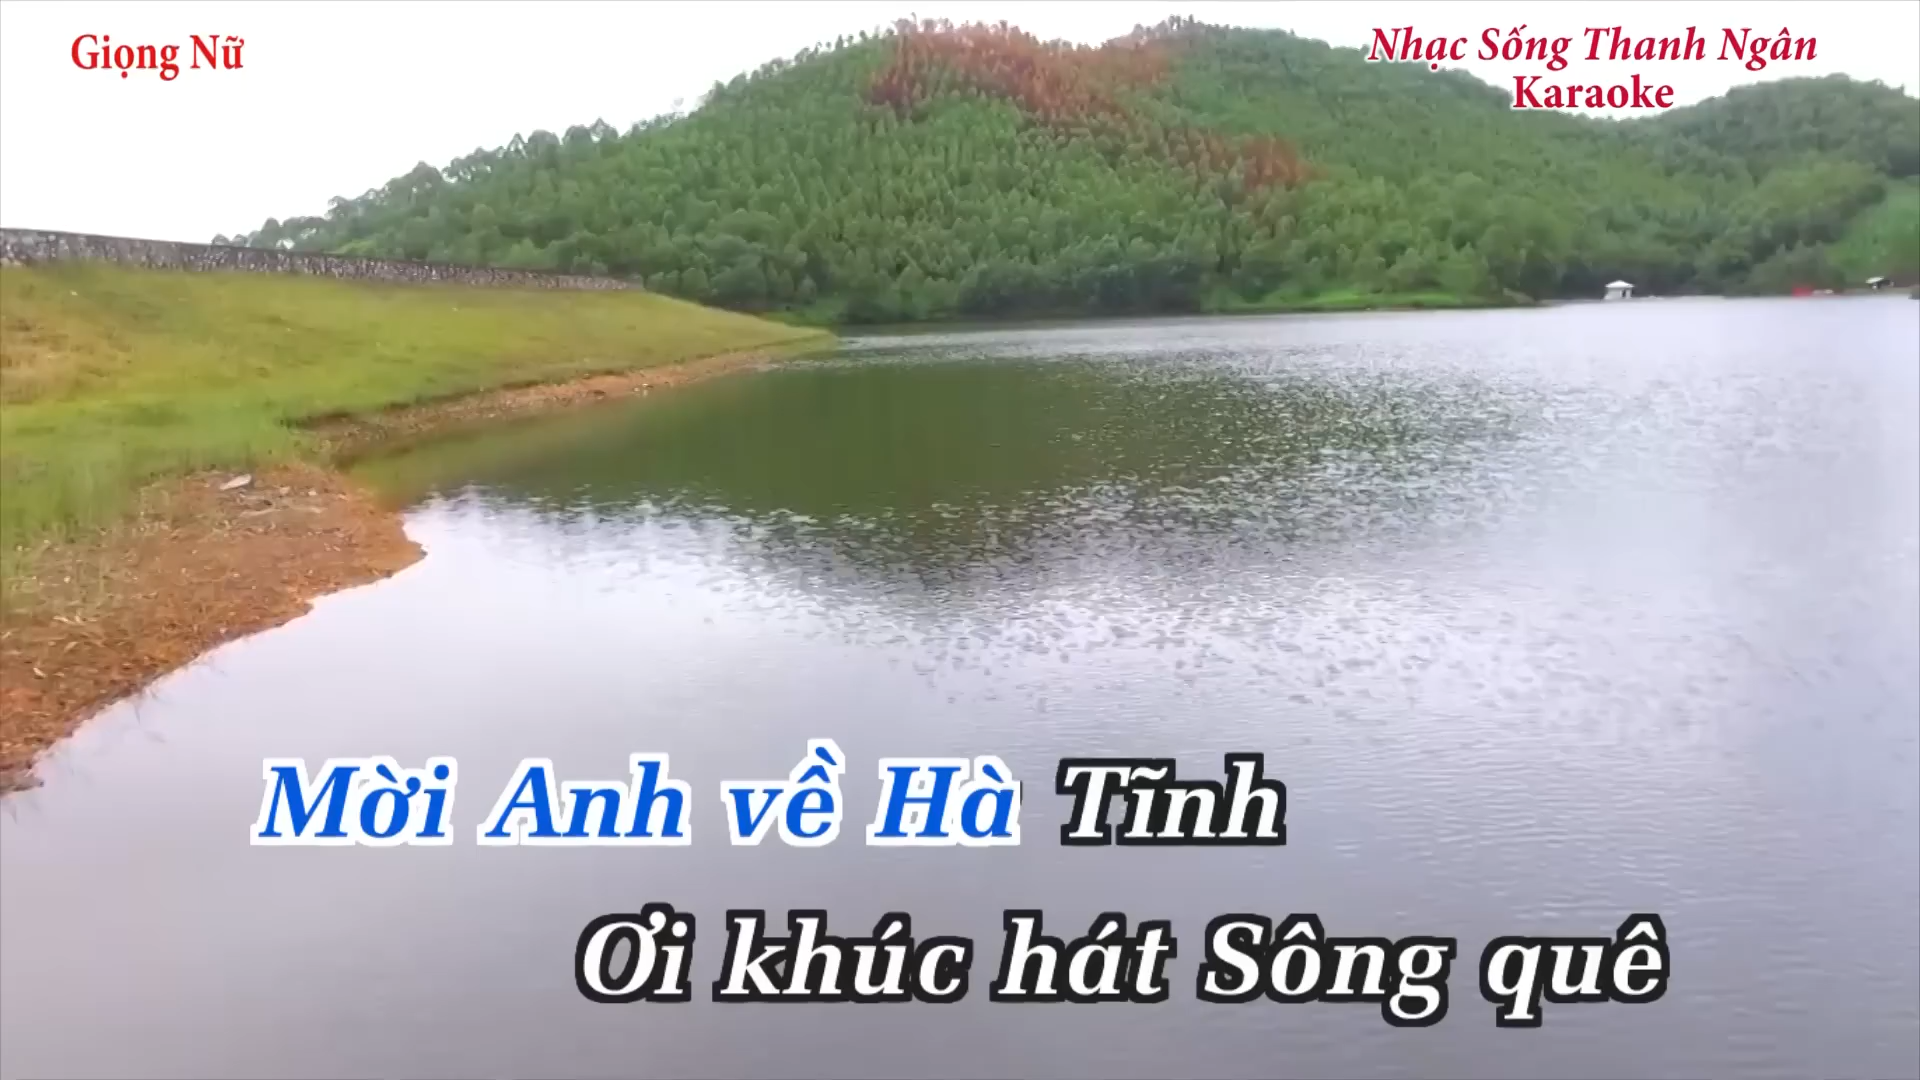 Giọng Nữ
Nhạc Sống Thanh Ngân
Karaoke
Mời Anh về Hà Tĩnh
Ơi khúc hát Sông quê